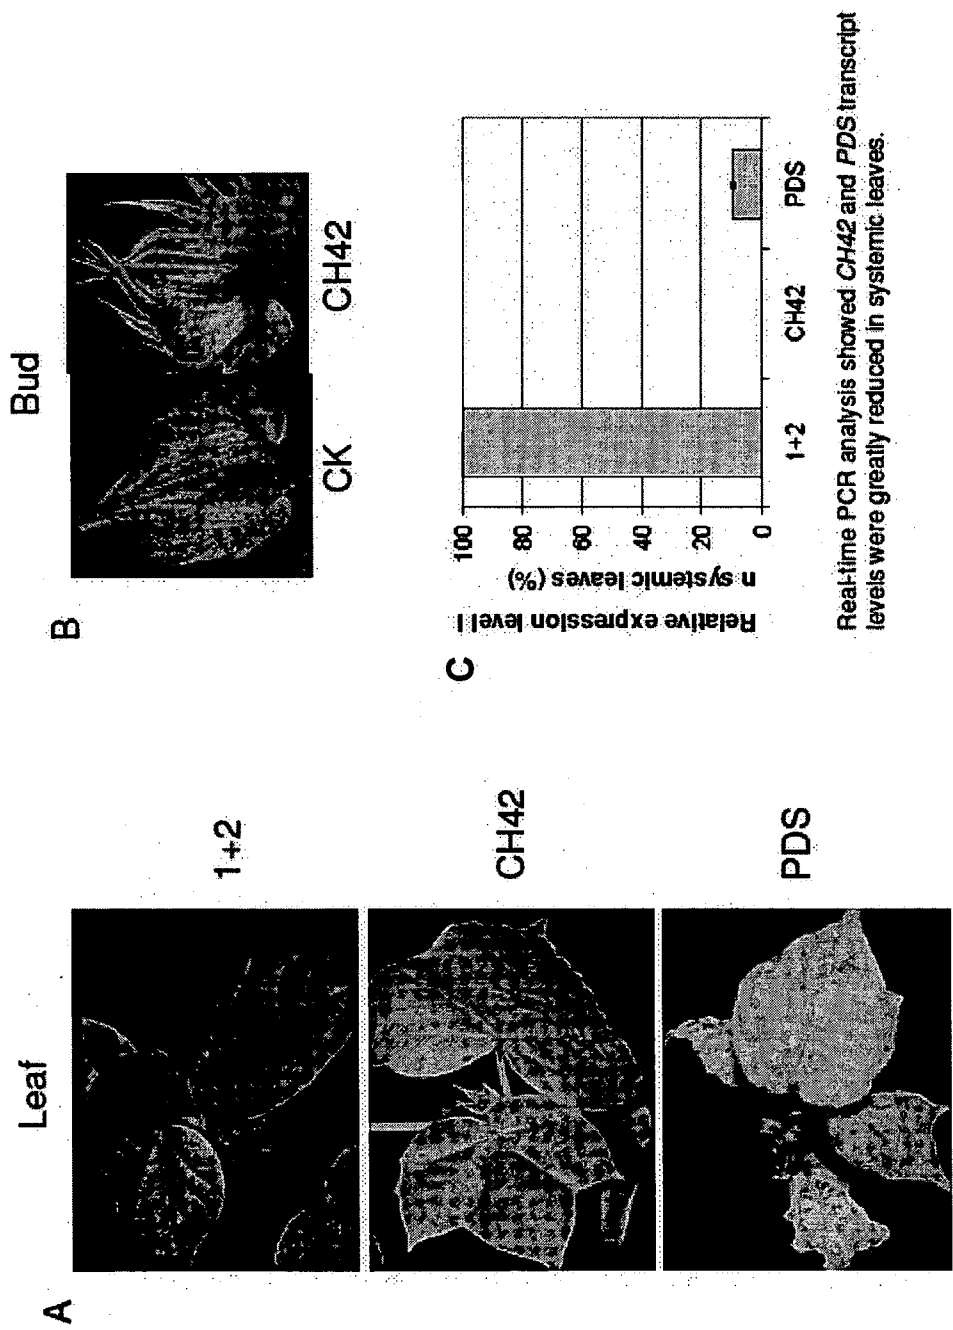 A
Leaf
1+2
CH42
PDS
B
Bud
CK
CH42
C
Relative expression level I
n systemic leaves (%)
100
80
60
40
20
0
1+2
CH42
PDS
Real-time PCR analysis showed CH42 and PDS transcript
levels were greatly reduced in systemic leaves.